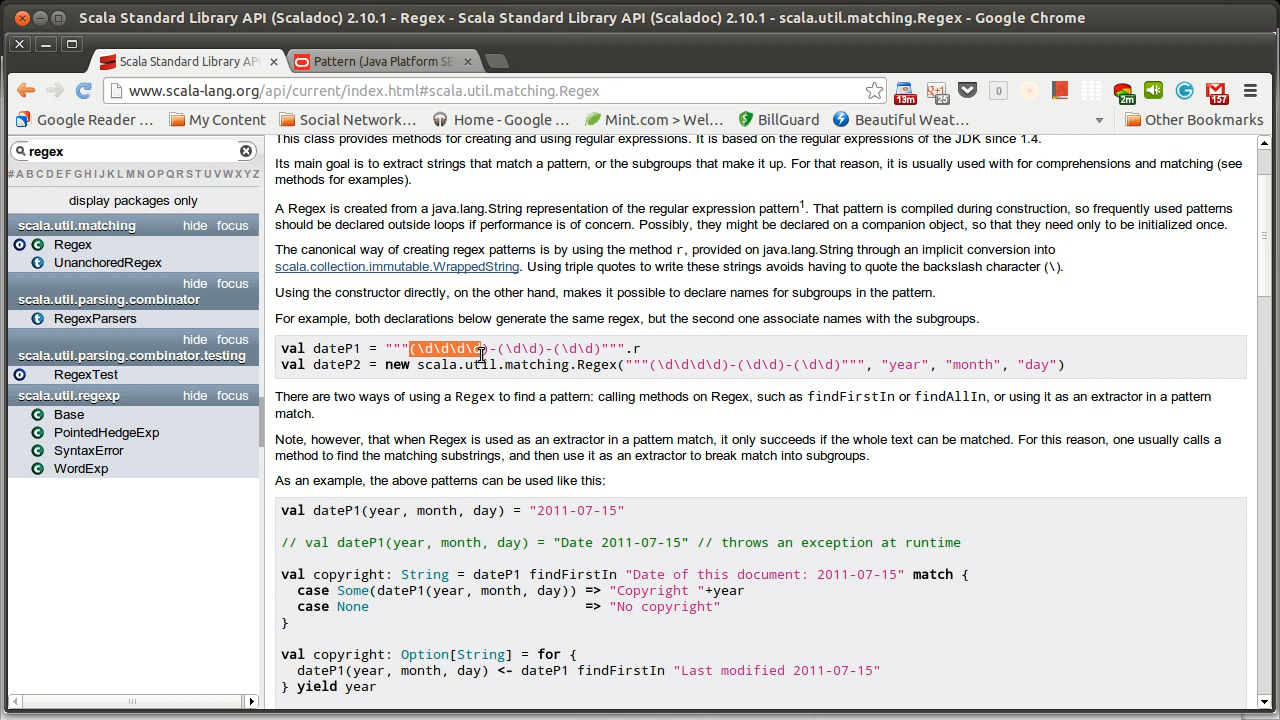 Scala Standard Library API (Scaladoc) 2.10.1 - Regex - Scala Standard Library API (Scaladoc) 2.10.1 - scala.util.matching.Regex - Google Chrome
Scala Standard Library API
Pattern (Java Platform SE
www.scala-lang.org/api/current/index.html#scala.util.matching.Regex
13m
25
0
2m
157
Google Reader ...
My Content
Social Network...
Home - Google ...
Mint.com > Wel...
BillGuard
Beautiful Weat...
Other Bookmarks
regex
#ABCDEFGHIJKLMNOPQRSTUVWXYZ
display packages only
scala.util.matching hide focus
Regex
UnanchoredRegex
hide focus
scala.util.parsing.combinator
RegexParsers
hide focus
scala.util.parsing.combinator.testing
RegexTest
scala.util.regexp hide focus
Base
PointedHedgeExp
SyntaxError
WordExp
This class provides methods for creating and using regular expressions. It is based on the regular expressions of the JDK since 1.4.
Its main goal is to extract strings that match a pattern, or the subgroups that make it up. For that reason, it is usually used with for comprehensions and matching (see
methods for examples).
A Regex is created from a java.lang.String representation of the regular expression pattern1. That pattern is compiled during construction, so frequently used patterns
should be declared outside loops if performance is of concern. Possibly, they might be declared on a companion object, so that they need only to be initialized once.
The canonical way of creating regex patterns is by using the method r, provided on java.lang.String through an implicit conversion into
scala.collection.immutable.WrappedString. Using triple quotes to write these strings avoids having to quote the backslash character (\).
Using the constructor directly, on the other hand, makes it possible to declare names for subgroups in the pattern.
For example, both declarations below generate the same regex, but the second one associate names with the subgroups.
val dateP1 = """(\d\d\d\d)-(\d\d)-(\d\d)""".r
val dateP2 = new scala.util.matching.Regex("""(\d\d\d\d)-(\d\d)-(\d\d)""", "year", "month", "day")
There are two ways of using a Regex to find a pattern: calling methods on Regex, such as findFirstIn or findAllIn, or using it as an extractor in a pattern
match.
Note, however, that when Regex is used as an extractor in a pattern match, it only succeeds if the whole text can be matched. For this reason, one usually calls a
method to find the matching substrings, and then use it as an extractor to break match into subgroups.
As an example, the above patterns can be used like this:
val dateP1(year, month, day) = "2011-07-15"
// val dateP1(year, month, day) = "Date 2011-07-15" // throws an exception at runtime
val copyright: String = dateP1 findFirstIn "Date of this document: 2011-07-15" match {
case Some(dateP1(year, month, day)) => "Copyright "+year
case None => "No copyright"
}
val copyright: Option[String] = for {
dateP1(year, month, day) <- dateP1 findFirstIn "Last modified 2011-07-15"
} yield year